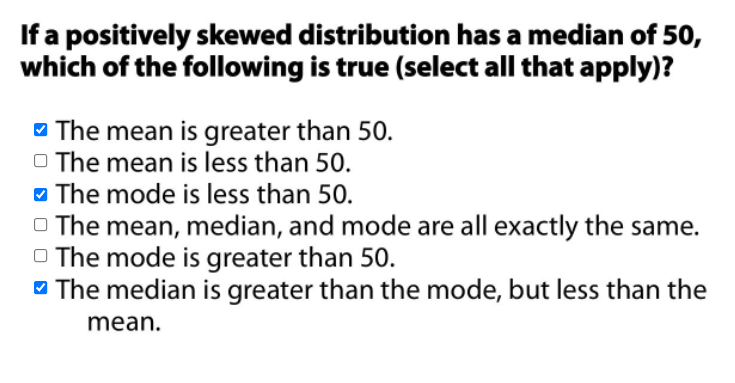 If a positively skewed distribution has a median of 50,
which of the following is true (select all that apply)?
The mean is greater than 50.
The mean is less than 50.
The mode is less than 50.
The mean, median, and mode are all exactly the same.
The mode is greater than 50.
The median is greater than the mode, but less than the
mean.